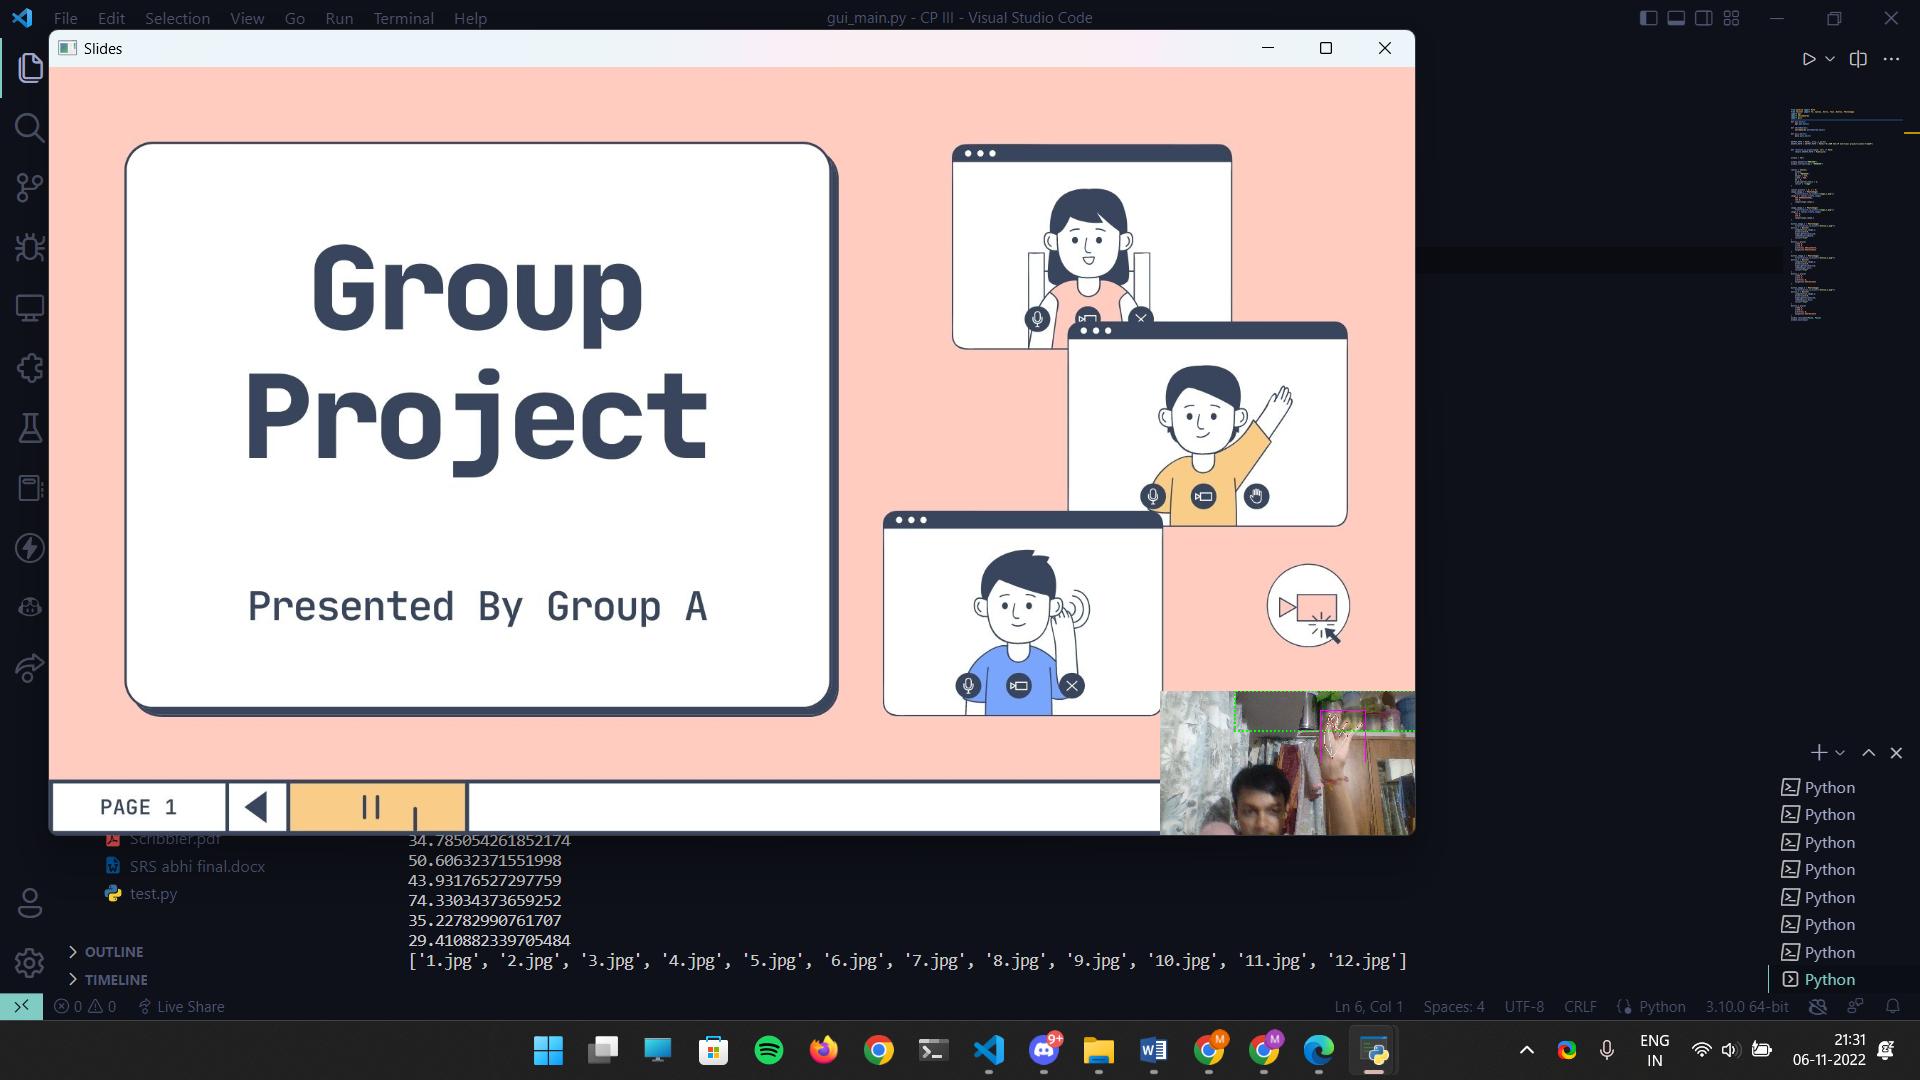 File Edit Selection View Go Run Terminal Help
gui_main.py - CP III - Visual Studio Code
Slides
Group
Project
Presented By Group A
PAGE 1
Scribbler.pdf
SRS abhi final.docx
test.py
OUTLINE
TIMELINE
34.785054261852174
50.60632371551998
43.93176527297759
74.33034373659252
35.22782990761707
29.410882339705484
['1.jpg', '2.jpg', '3.jpg', '4.jpg', '5.jpg', '6.jpg', '7.jpg', '8.jpg', '9.jpg', '10.jpg', '11.jpg', '12.jpg']
Python
Python
Python
Python
Python
Python
Python
Python
0 0 Live Share
Ln 6, Col 1 Spaces: 4 UTF-8 CRLF Python 3.10.0 64-bit
9+
M
M
ENG
IN
21:31
06-11-2022